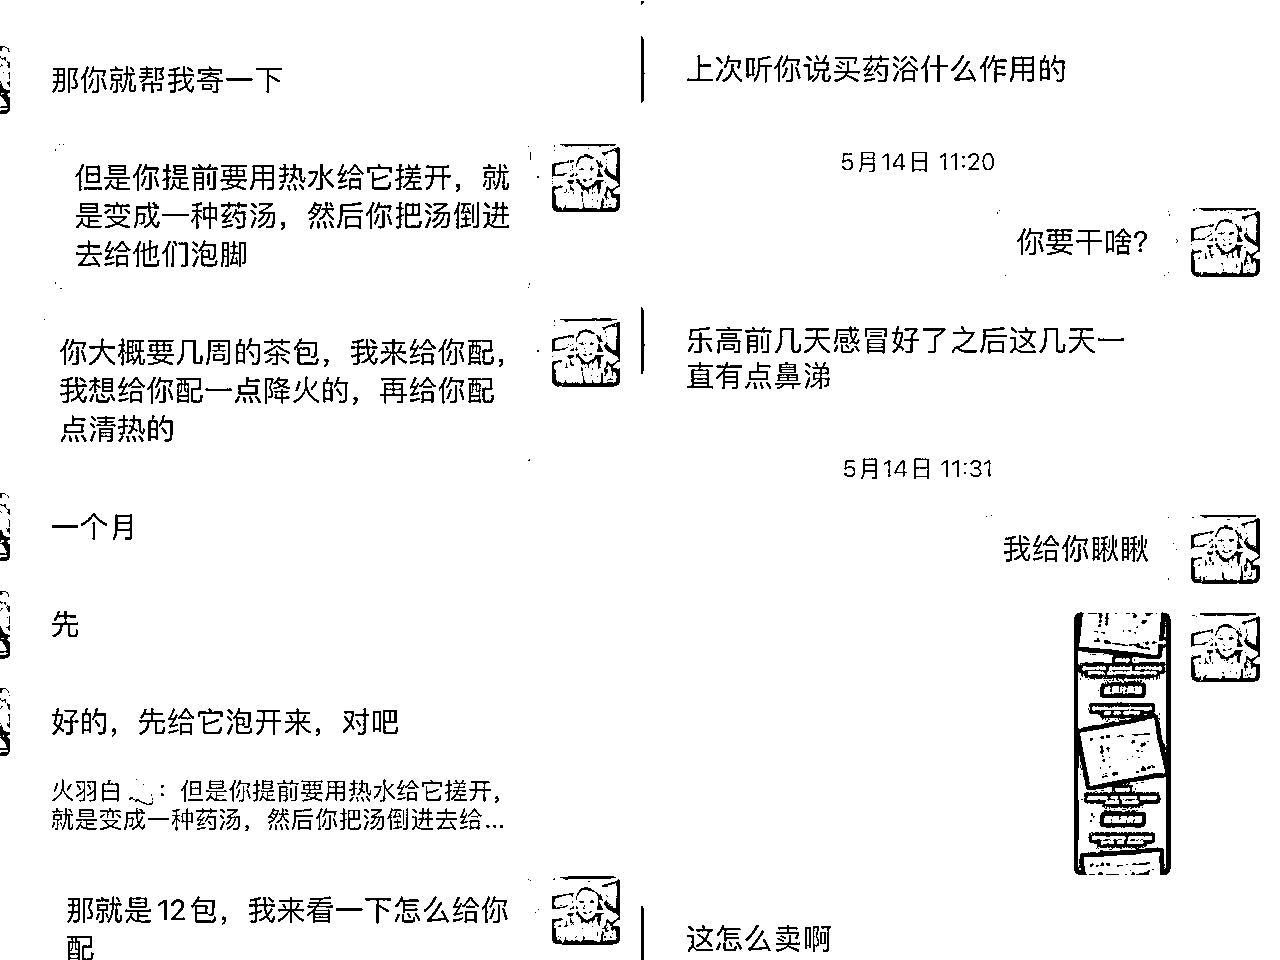 那你就帮我寄一下
但是你提前要用热水给它搓开，就
是变成一种药汤，然后你把汤倒进
去给他们泡脚
你大概要几周的茶包，我来给你配，
我想给你配一点降火的，再给你配
点清热的
一个月
先
好的，先给它泡开来，对吧
火羽白：但是你提前要用热水给它搓开，
就是变成一种药汤，然后你把汤倒进去给...
那就是12包，我来看一下怎么给你
配
上次听你说买药浴什么作用的
5月14日 11:20
你要干啥?
乐高前几天感冒好了之后这几天一
直有点鼻涕
5月14日 11:31
我给你瞅瞅
这怎么卖啊